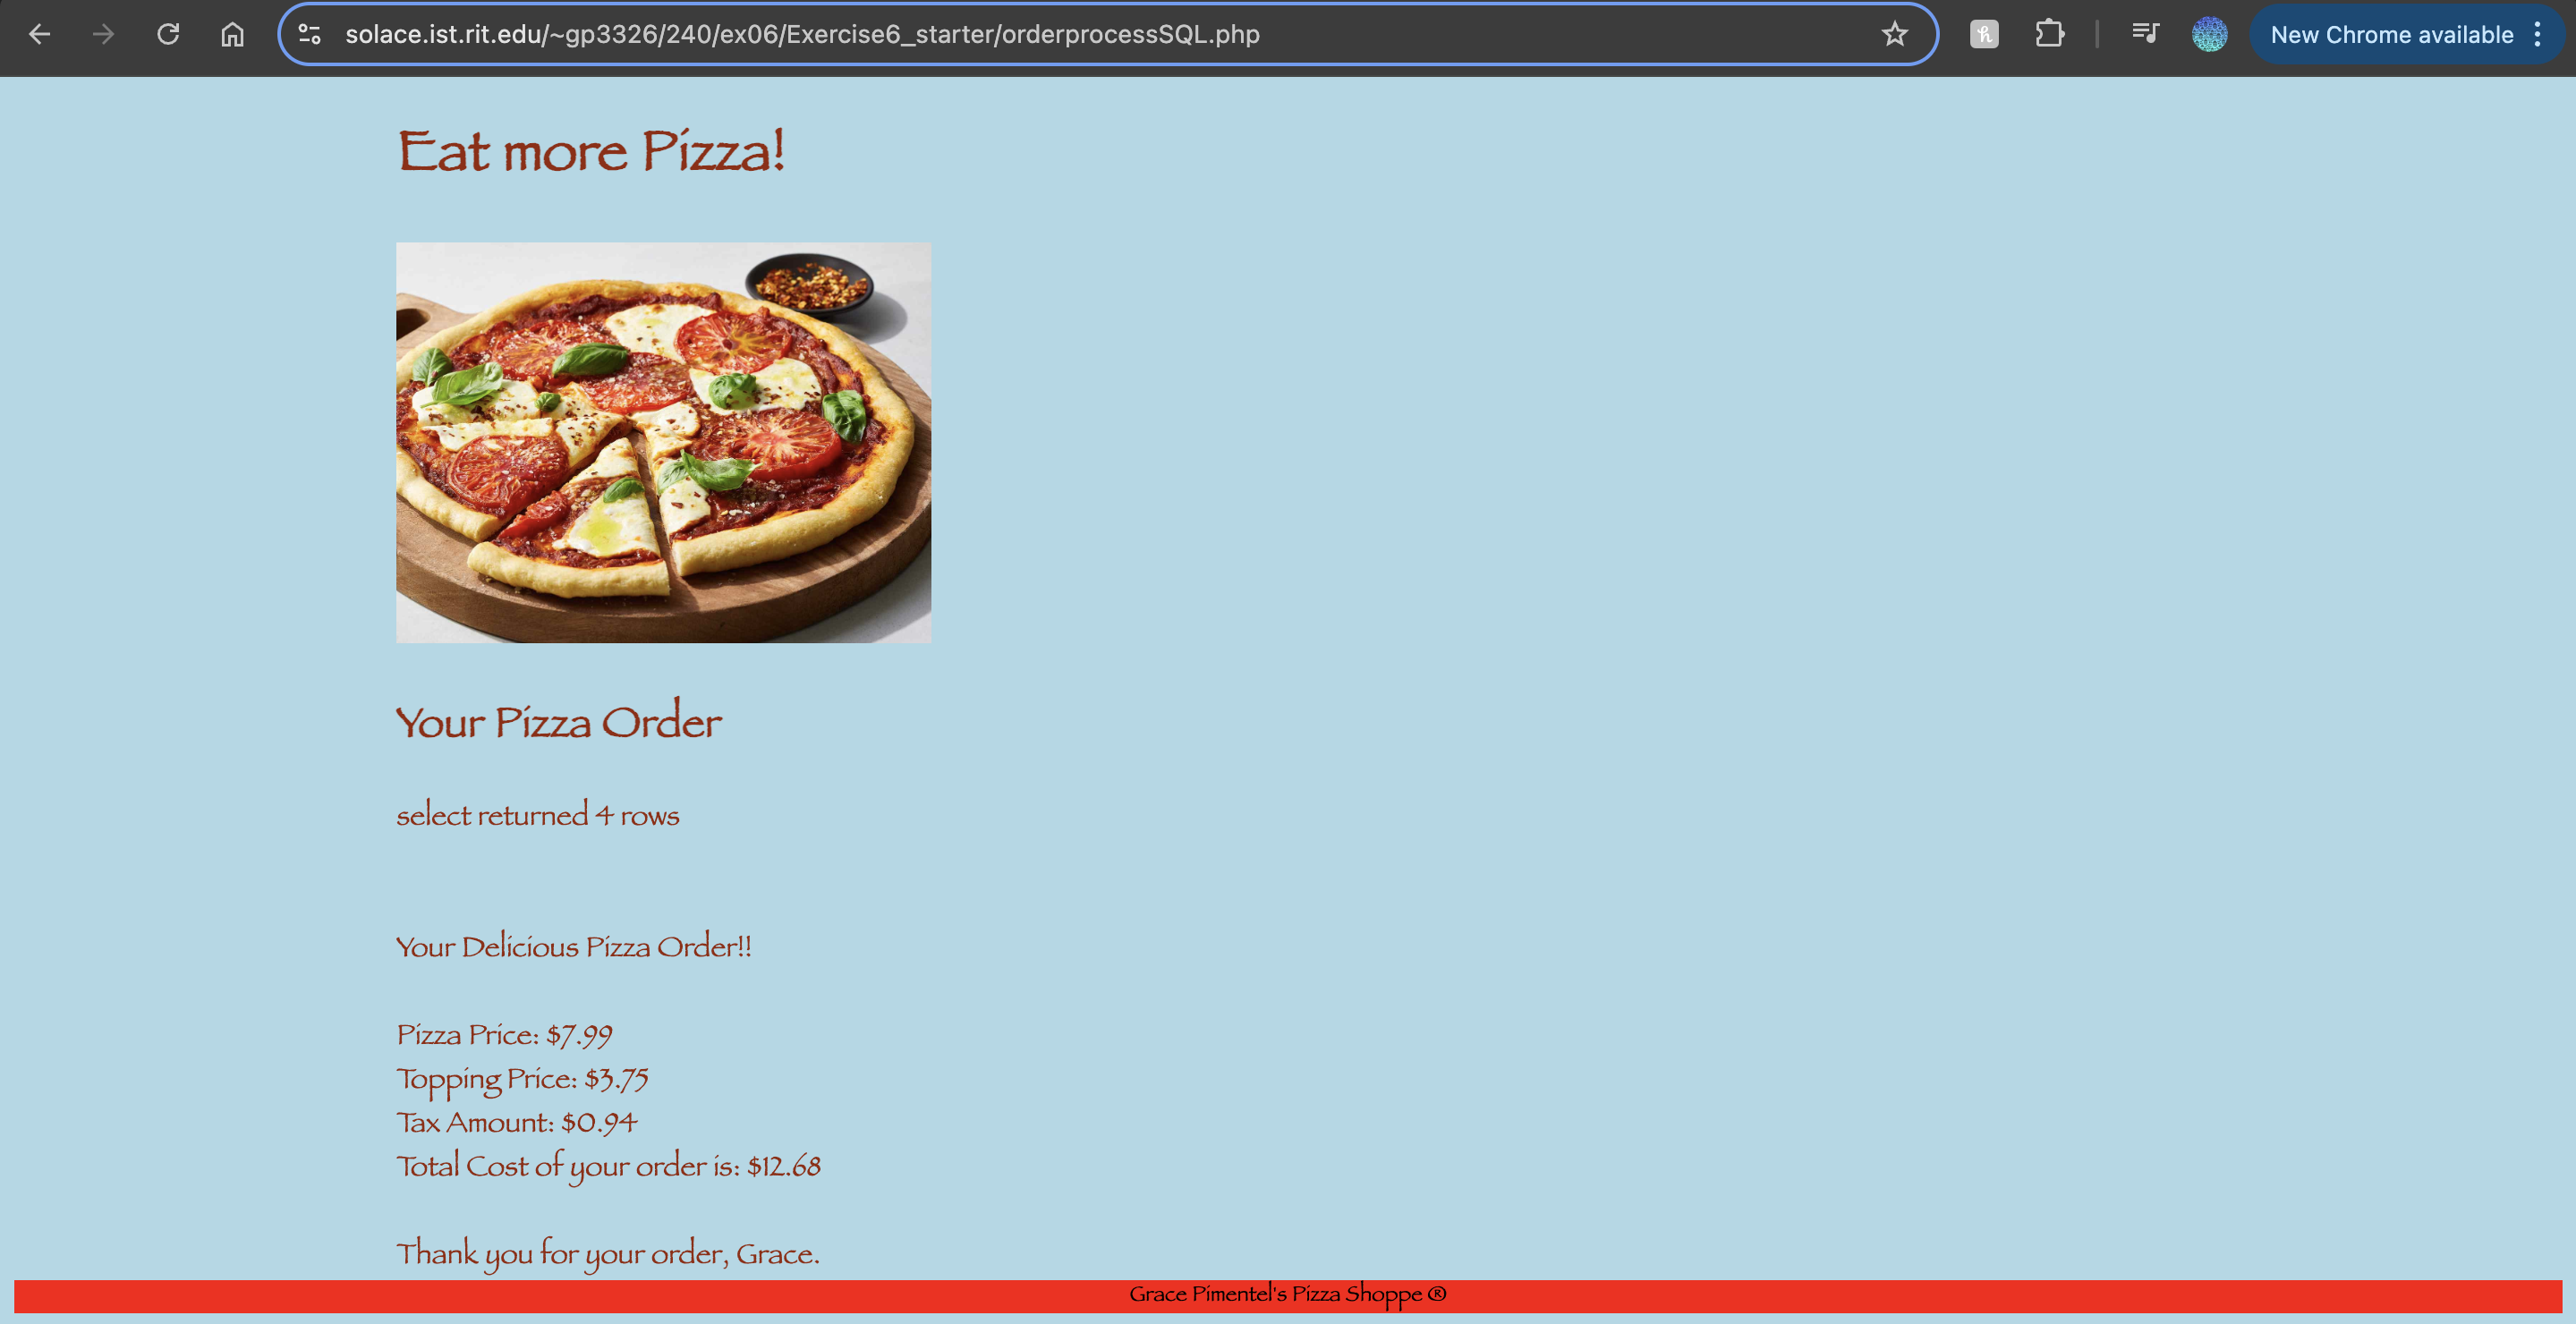 solace.ist.rit.edu/~gp3326/240/ex06/Exercise6_starter/orderprocessSQL.php
New Chrome available
Eat more Pizza!
Your Pizza Order
select returned 4 rows
Your Delicious Pizza Order!!
Pizza Price: $7.99
Topping Price: $3.75
Tax Amount: $0.94
Total Cost of your order is: $12.68
Thank you for your order, Grace.
Grace Pimentel's Pizza Shoppe ®